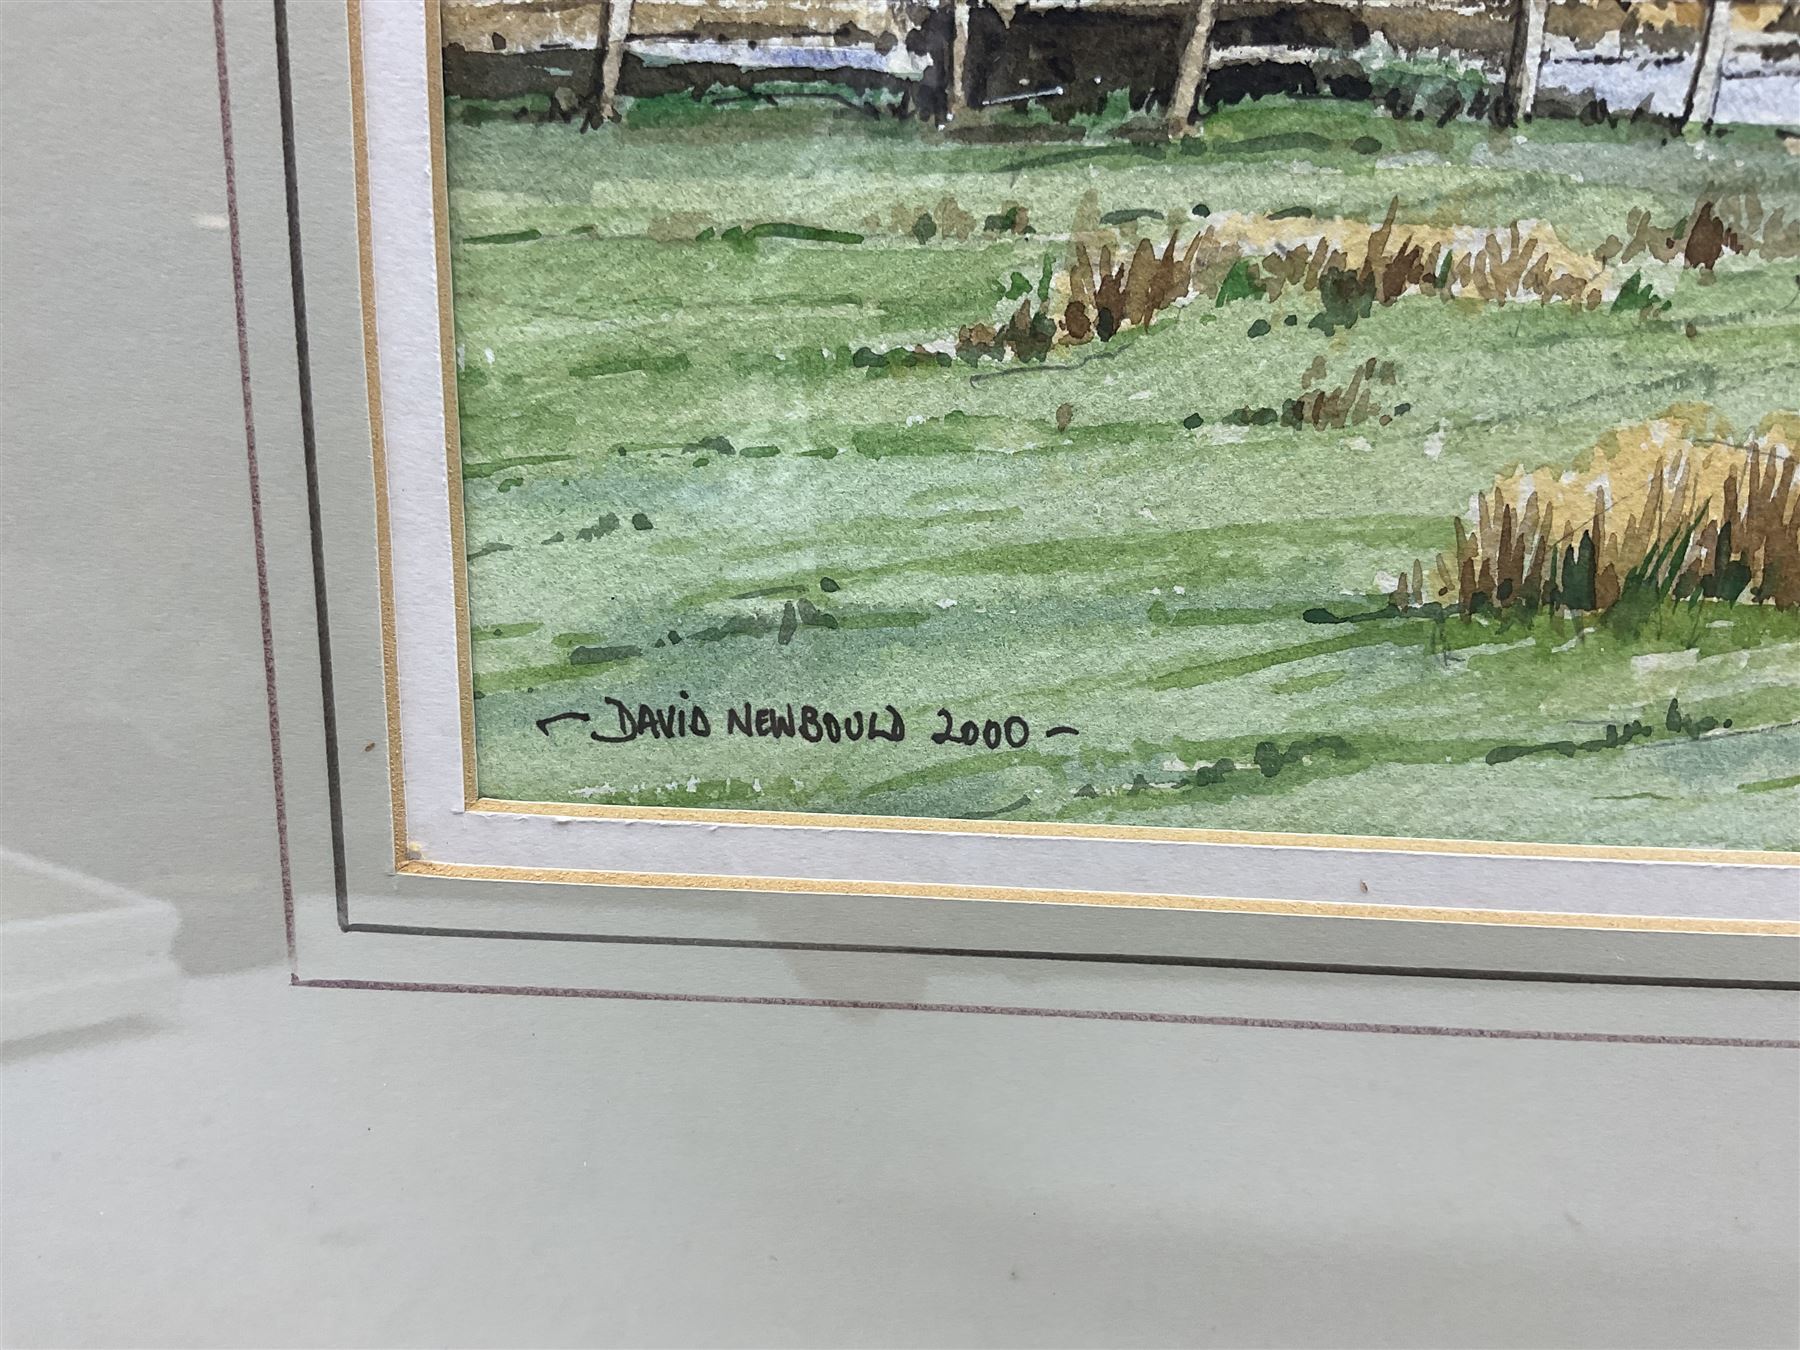 ~ DAVID NEWBOULD 2000 ~